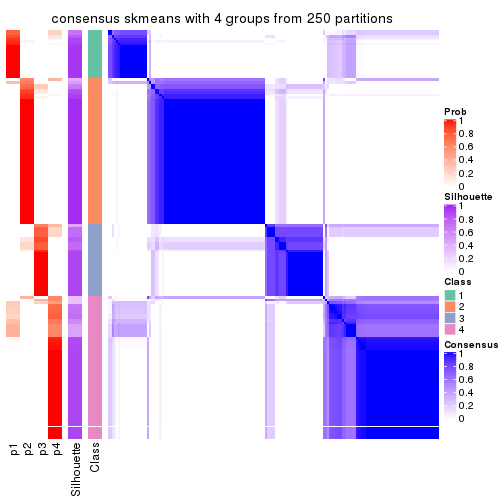 consensus skmeans with 4 groups from 250 partitions
Prob
1
0.8
0.6
0.4
0.2
0
Silhouette
1
0.8
0.6
0.4
0.2
0
Class
1
2
3
4
Consensus
1
0.8
0.6
0.4
0.2
0
p1
p2
p3
p4
Silhouette
Class